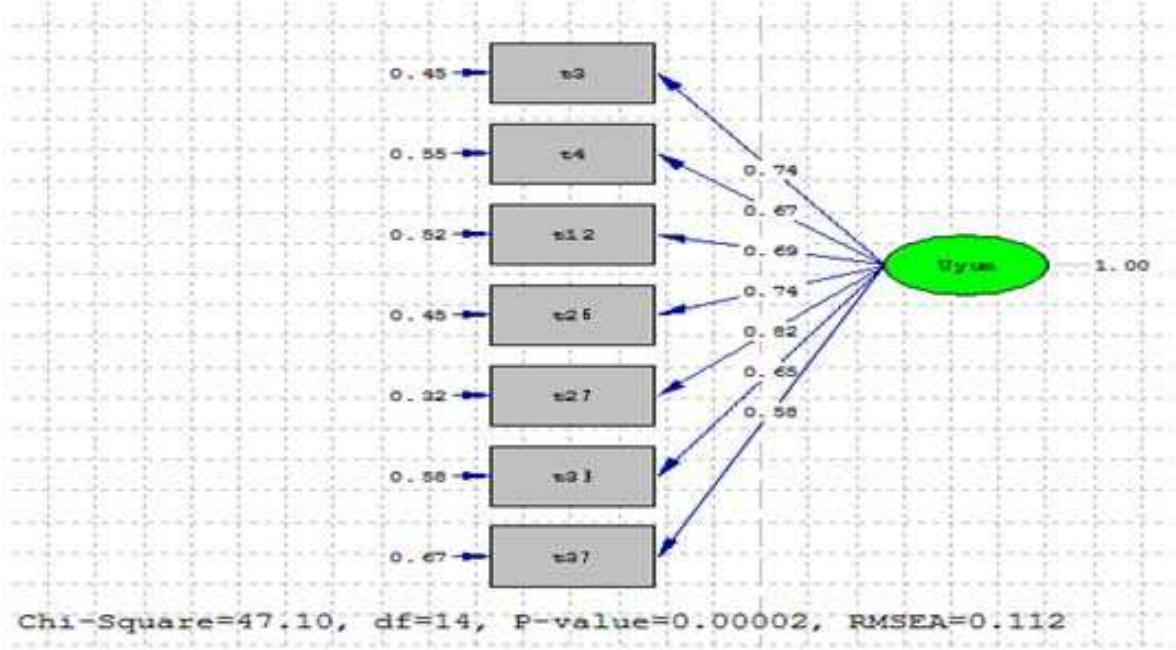 0.45 t3
0.55 t4
0.74
0.67
0.52 t12
0.69
Uyum 1.00
0.74
0.45
0.82
0.65
0.32 t27
0.58
0.58
0.67 t37
Chi-Square=47.10, df=14, P-value=0.00002, RMSEA=0.112